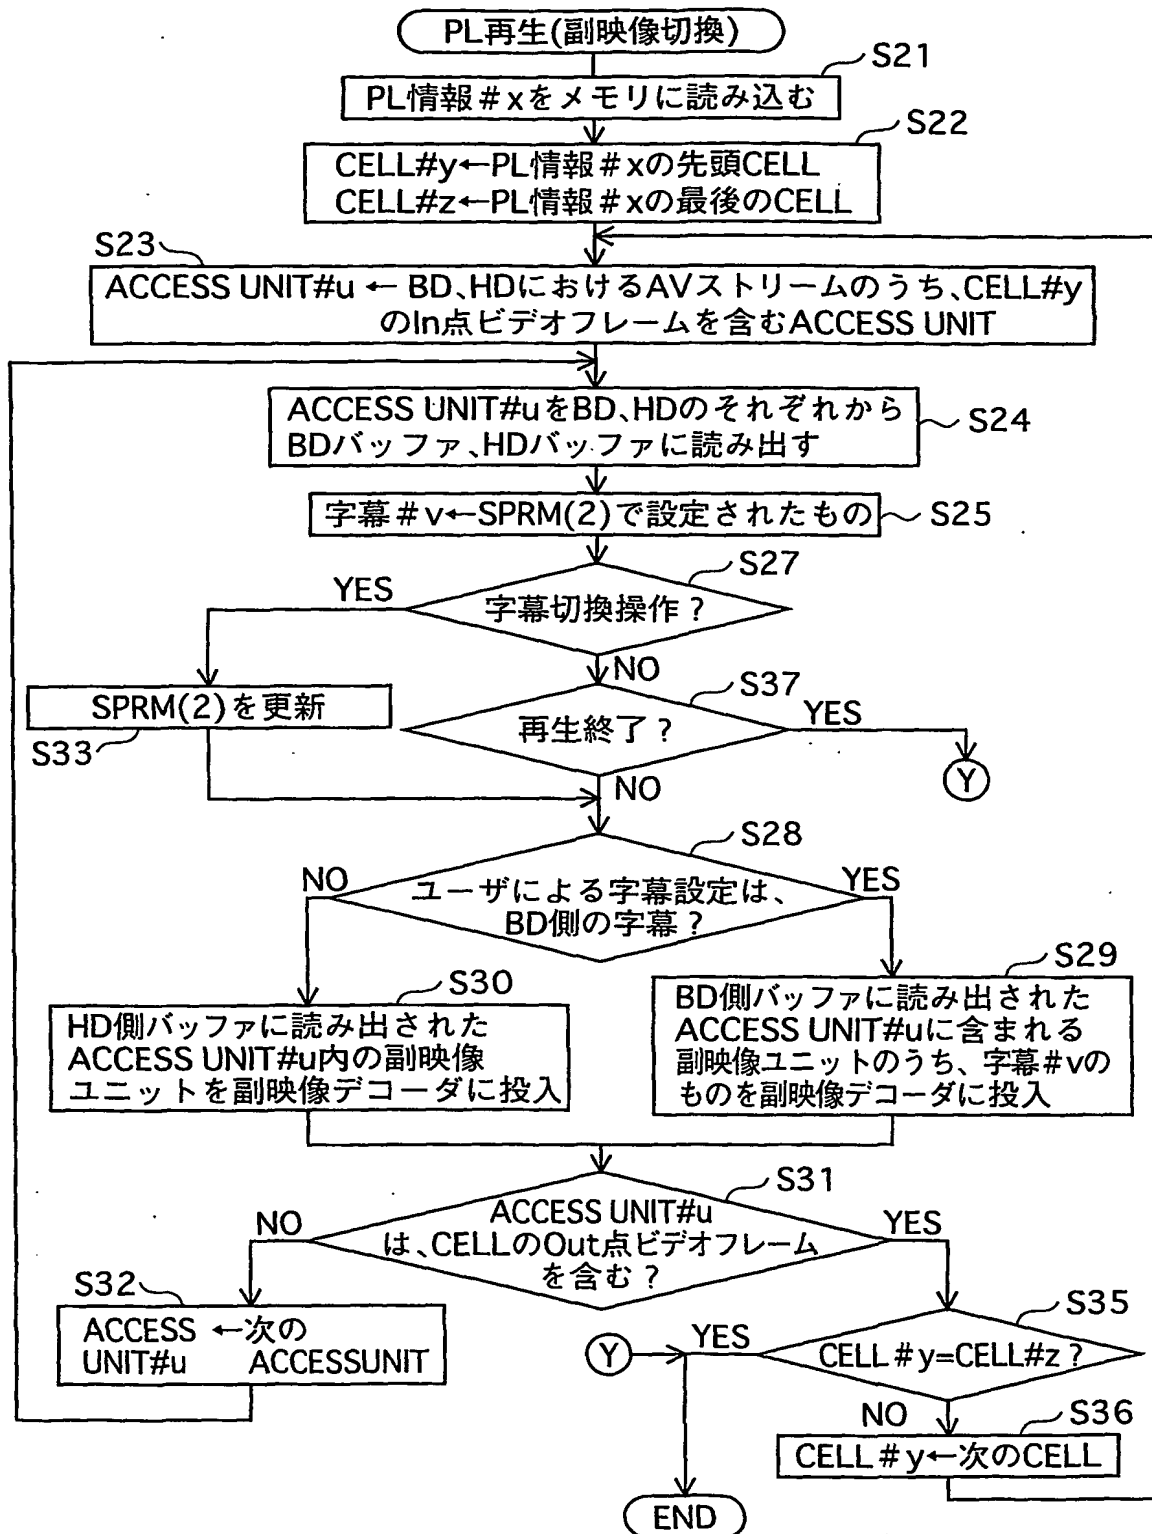 PL再生(副映像切換)
S21
PL情報#xをメモリに読み込む
S22
CELL#y←PL情報#xの先頭CELL
CELL#z←PL情報#xの最後のCELL
S23
ACCESS UNIT#u ← BD、HDにおけるAVストリームのうち、CELL#y
のIn点ビデオフレームを含むACCESS UNIT
ACCESS UNIT#uをBD、HDのそれぞれから
BDバッファ、HDバッファに読み出す
S24
字幕#v←SPRM(2)で設定されたもの
S25
S27
YES
字幕切換操作?
NO
S37
SPRM(2)を更新
再生終了?
YES
S33
Y
NO
S28
NO
YES
ユーザによる字幕設定は、
BD側の字幕?
S29
S30
BD側バッファに読み出された
ACCESS UNIT#uに含まれる
副映像ユニットのうち、字幕#vの
ものを副映像デコーダに投入
HD側バッファに読み出された
ACCESS UNIT#u内の副映像
ユニットを副映像デコーダに投入
S31
NO
ACCESS UNIT#u
は、CELLのOut点ビデオフレーム
を含む?
YES
S32
ACCESS ←次の
UNIT#u ACCESSUNIT
S35
Y
YES
CELL#y=CELL#z?
NO
S36
CELL#y←次のCELL
END